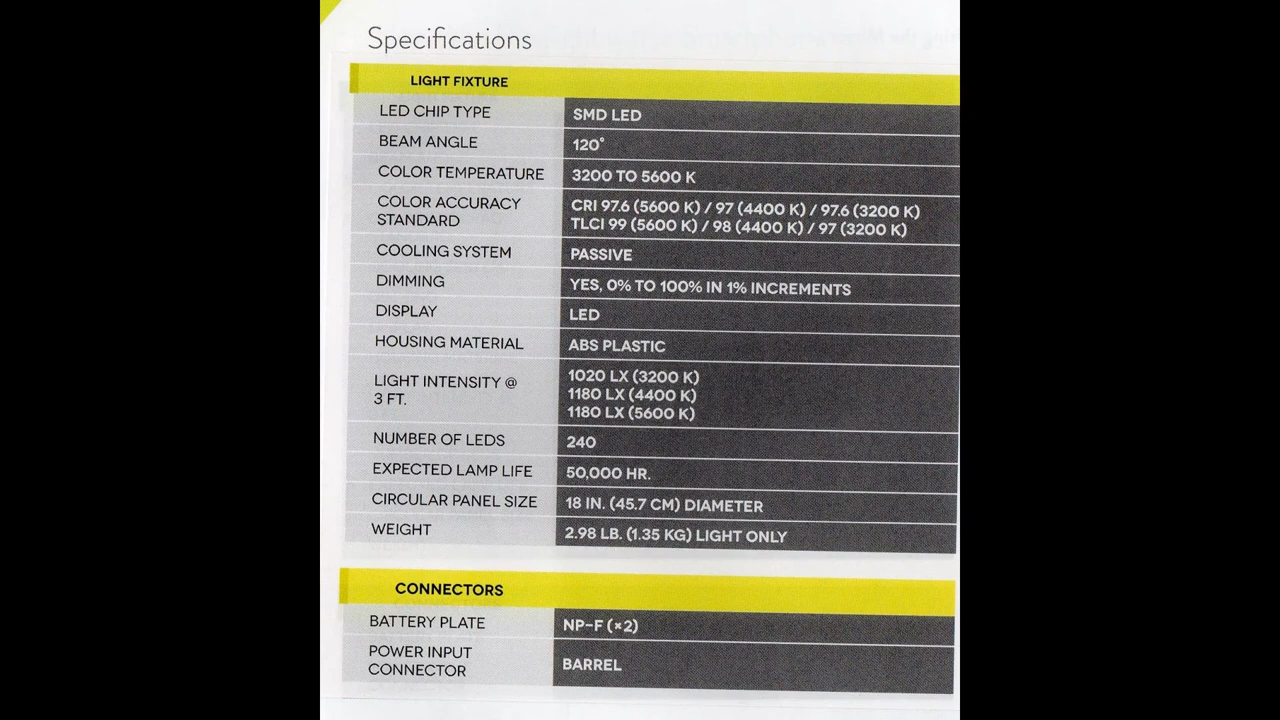 Specifications
LIGHT FIXTURE
LED CHIP TYPE SMD LED
BEAM ANGLE 120°
COLOR TEMPERATURE 3200 TO 5600 K
COLOR ACCURACY
STANDARD
CRI 97.6 (5600 K) / 97 (4400 K) / 97.6 (3200 K)
TLCI 99 (5600 K) / 98 (4400 K) / 97 (3200 K)
COOLING SYSTEM PASSIVE
DIMMING YES, 0% TO 100% IN 1% INCREMENTS
DISPLAY LED
HOUSING MATERIAL ABS PLASTIC
LIGHT INTENSITY @
3 FT.
1020 LX (3200 K)
1180 LX (4400 K)
1180 LX (5600 K)
NUMBER OF LEDS 240
EXPECTED LAMP LIFE 50,000 HR.
CIRCULAR PANEL SIZE 18 IN. (45.7 CM) DIAMETER
WEIGHT 2.98 LB. (1.35 KG) LIGHT ONLY
CONNECTORS
BATTERY PLATE NP-F (×2)
POWER INPUT
CONNECTOR
BARREL